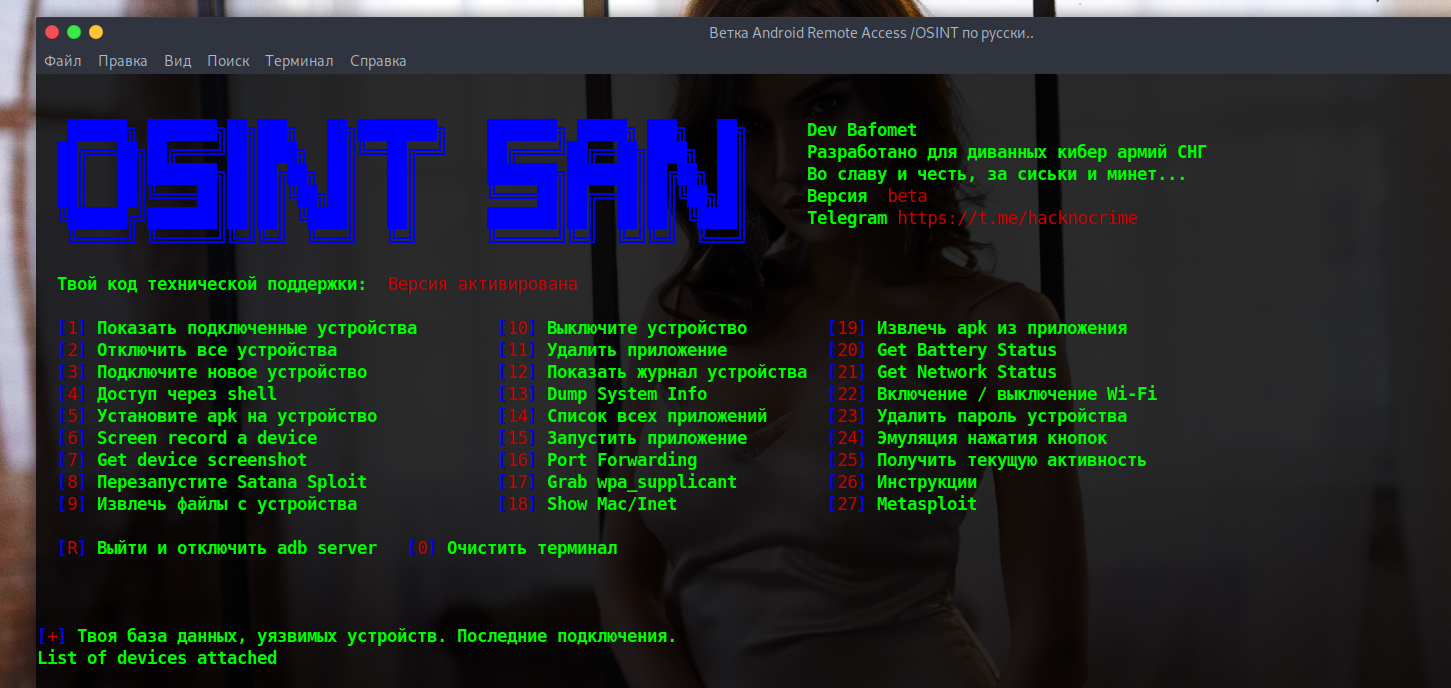 Ветка Android Remote Access /OSINT по русски..
Файл Правка Вид Поиск Терминал Справка
OSINT SAN
Dev Bafomet
Разработано для диванных кибер армий СНГ
Во славу и честь, за сиськи и минет...
Версия beta
Telegram https://t.me/hacknocrime
Твой код технической поддержки: Версия активирована
[1] Показать подключенные устройства [10] Выключите устройство [19] Извлечь apk из приложения
[2] Отключить все устройства [11] Удалить приложение [20] Get Battery Status
[3] Подключите новое устройство [12] Показать журнал устройства [21] Get Network Status
[4] Доступ через shell [13] Dump System Info [22] Включение / выключение Wi-Fi
[5] Установите apk на устройство [14] Список всех приложений [23] Удалить пароль устройства
[6] Screen record a device [15] Запустить приложение [24] Эмуляция нажатия кнопок
[7] Get device screenshot [16] Port Forwarding [25] Получить текущую активность
[8] Перезапустите Satana Sploit [17] Grab wpa_supplicant [26] Инструкции
[9] Извлечь файлы с устройства [18] Show Mac/Inet [27] Metasploit
[R] Выйти и отключить adb server [0] Очистить терминал
[+] Твоя база данных, уязвимых устройств. Последние подключения.
List of devices attached